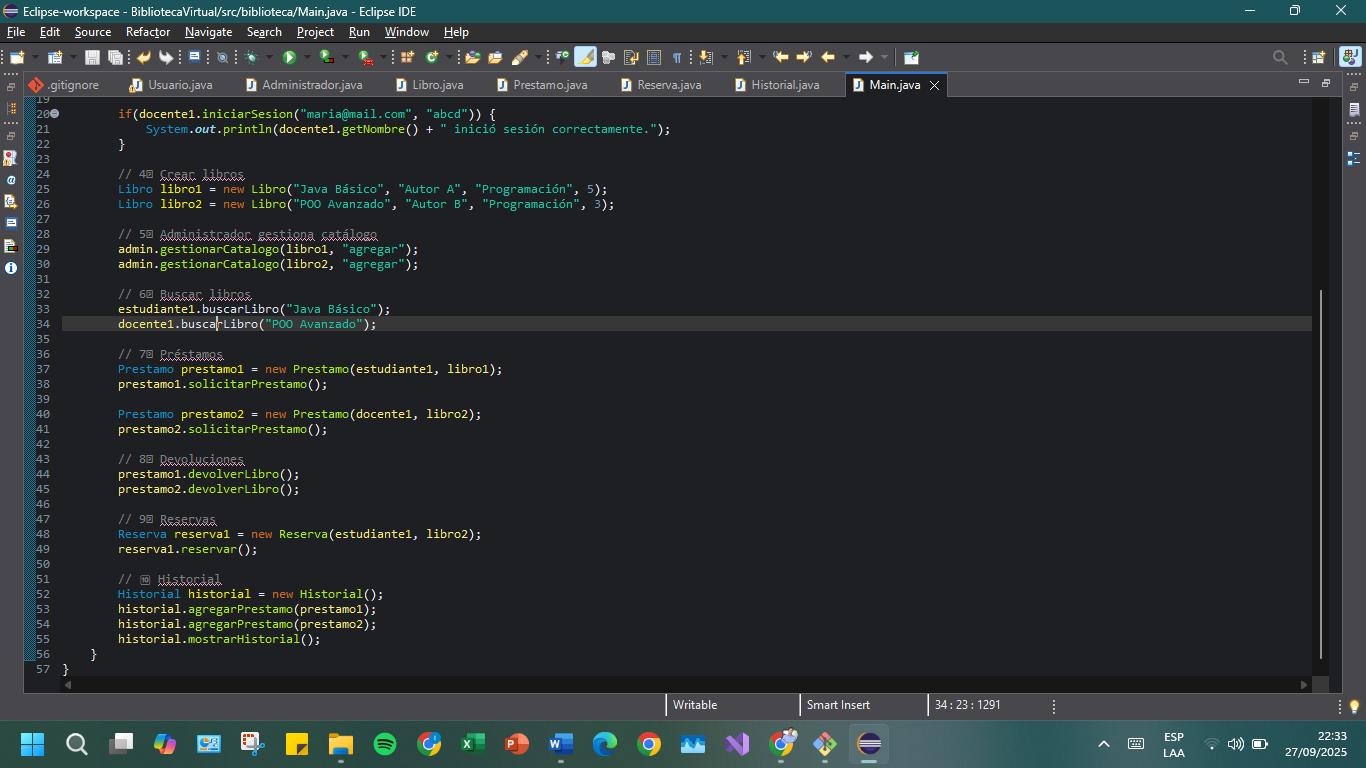 Eclipse-workspace - BibliotecaVirtual/src/biblioteca/Main.java - Eclipse IDE
File Edit Source Refactor Navigate Search Project Run Window Help
.gitignore Usuario.java Administrador.java Libro.java Prestamo.java Reserva.java Historial.java Main.java
19
20 if(docente1.iniciarSesion("maria@mail.com", "abcd")) {
21 System.out.println(docente1.getNombre() + " inició sesión correctamente.");
22 }
23
24 // 4 Crear libros
25 Libro libro1 = new Libro("Java Básico", "Autor A", "Programación", 5);
26 Libro libro2 = new Libro("POO Avanzado", "Autor B", "Programación", 3);
27
28 // 5 Administrador gestiona catálogo
29 admin.gestionarCatalogo(libro1, "agregar");
30 admin.gestionarCatalogo(libro2, "agregar");
31
32 // 6 Buscar libros
33 estudiante1.buscarLibro("Java Básico");
34 docente1.buscarLibro("POO Avanzado");
35
36 // 7 Préstamos
37 Prestamo prestamo1 = new Prestamo(estudiante1, libro1);
38 prestamo1.solicitarPrestamo();
39
40 Prestamo prestamo2 = new Prestamo(docente1, libro2);
41 prestamo2.solicitarPrestamo();
42
43 // 8 Devoluciones
44 prestamo1.devolverLibro();
45 prestamo2.devolverLibro();
46
47 // 9 Reservas
48 Reserva reserva1 = new Reserva(estudiante1, libro2);
49 reserva1.reservar();
50
51 // 🔟 Historial
52 Historial historial = new Historial();
53 historial.agregarPrestamo(prestamo1);
54 historial.agregarPrestamo(prestamo2);
55 historial.mostrarHistorial();
56 }
57 }
Writable Smart Insert 34 : 23 : 1291
ESP
LAA
22:33
27/09/2025